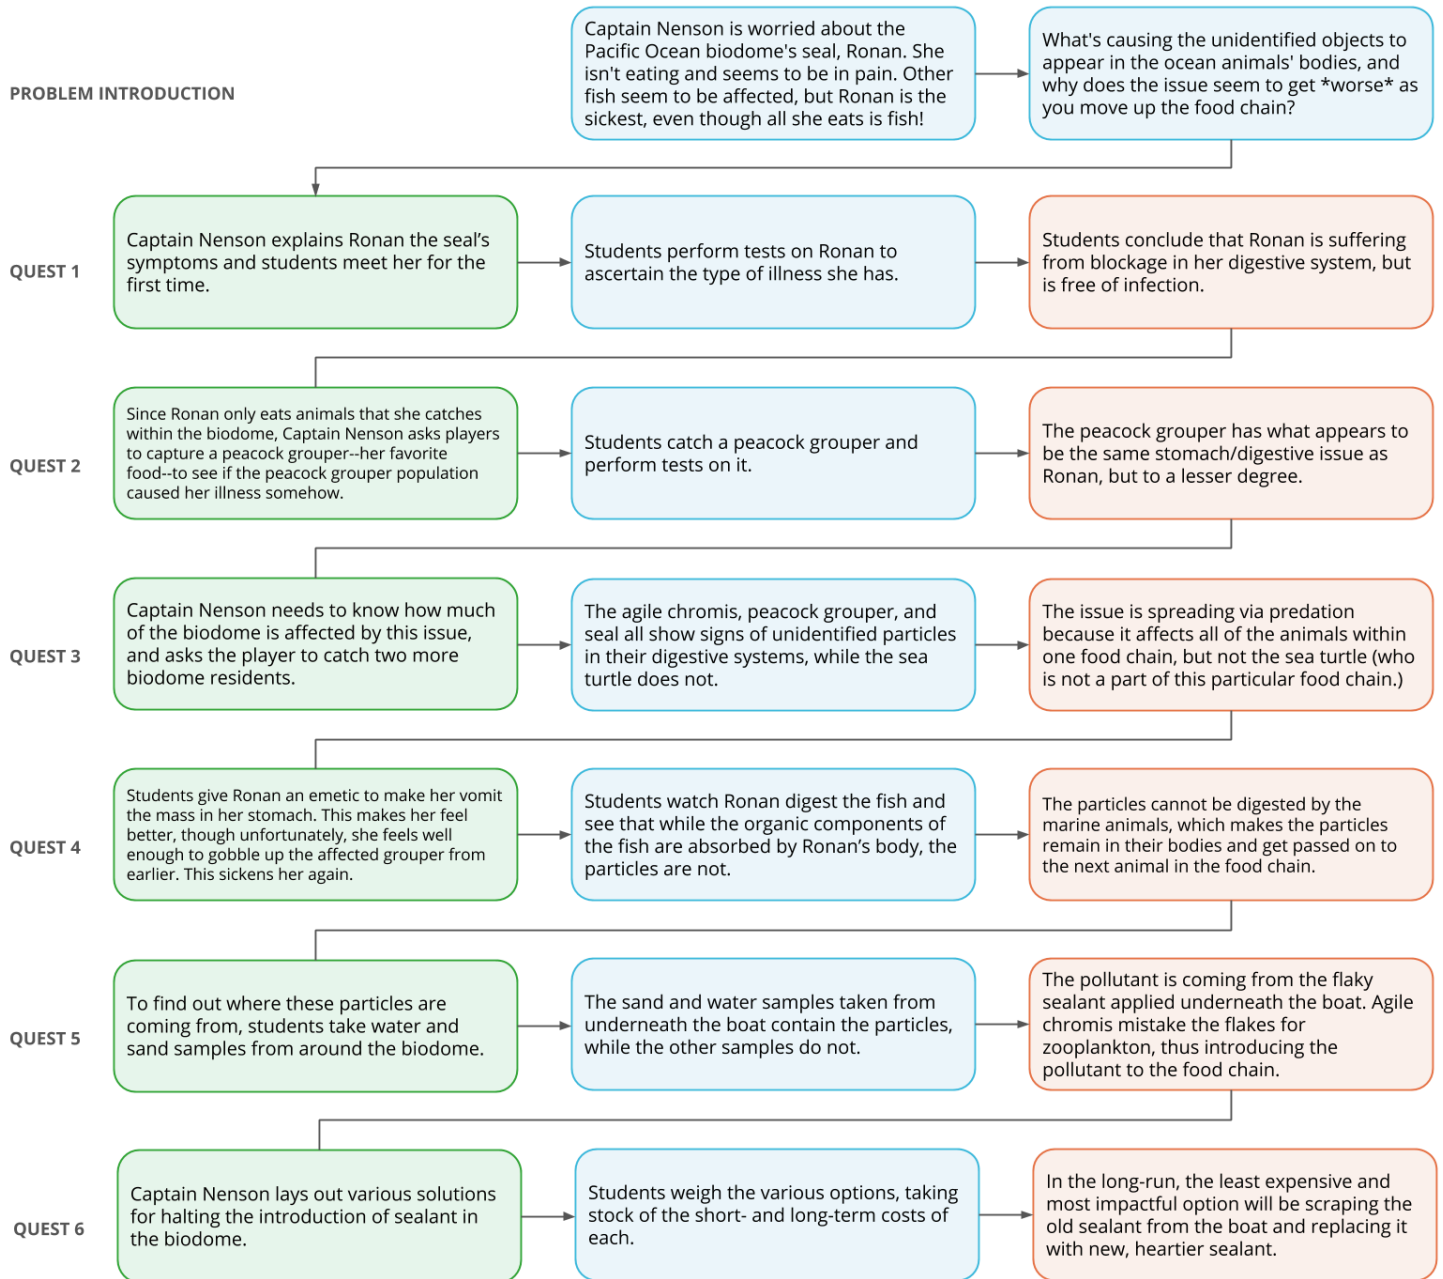 PROBLEM INTRODUCTION
Captain Nenson is worried about the
Pacific Ocean biodome's seal, Ronan. She
isn't eating and seems to be in pain. Other
fish seem to be affected, but Ronan is the
sickest, even though all she eats is fish!
What's causing the unidentified objects to
appear in the ocean animals' bodies, and
why does the issue seem to get *worse* as
you move up the food chain?
QUEST 1
Captain Nenson explains Ronan the seal's
symptoms and students meet her for the
first time.
Students perform tests on Ronan to
ascertain the type of illness she has.
Students conclude that Ronan is suffering
from blockage in her digestive system, but
is free of infection.
QUEST 2
Since Ronan only eats animals that she catches
within the biodome, Captain Nenson asks players
to capture a peacock grouper--her favorite
food--to see if the peacock grouper population
caused her illness somehow.
Students catch a peacock grouper and
perform tests on it.
The peacock grouper has what appears to
be the same stomach/digestive issue as
Ronan, but to a lesser degree.
QUEST 3
Captain Nenson needs to know how much
of the biodome is affected by this issue,
and asks the player to catch two more
biodome residents.
The agile chromis, peacock grouper, and
seal all show signs of unidentified particles
in their digestive systems, while the sea
turtle does not.
The issue is spreading via predation
because it affects all of the animals within
one food chain, but not the sea turtle (who
is not a part of this particular food chain.)
QUEST 4
Students give Ronan an emetic to make her vomit
the mass in her stomach. This makes her feel
better, though unfortunately, she feels well
enough to gobble up the affected grouper from
earlier. This sickens her again.
Students watch Ronan digest the fish and
see that while the organic components of
the fish are absorbed by Ronan's body, the
particles are not.
The particles cannot be digested by the
marine animals, which makes the particles
remain in their bodies and get passed on to
the next animal in the food chain.
QUEST 5
To find out where these particles are
coming from, students take water and
sand samples from around the biodome.
The sand and water samples taken from
underneath the boat contain the particles,
while the other samples do not.
The pollutant is coming from the flaky
sealant applied underneath the boat. Agile
chromis mistake the flakes for
zooplankton, thus introducing the
pollutant to the food chain.
QUEST 6
Captain Nenson lays out various solutions
for halting the introduction of sealant in
the biodome.
Students weigh the various options, taking
stock of the short- and long-term costs of
each.
In the long-run, the least expensive and
most impactful option will be scraping the
old sealant from the boat and replacing it
with new, heartier sealant.